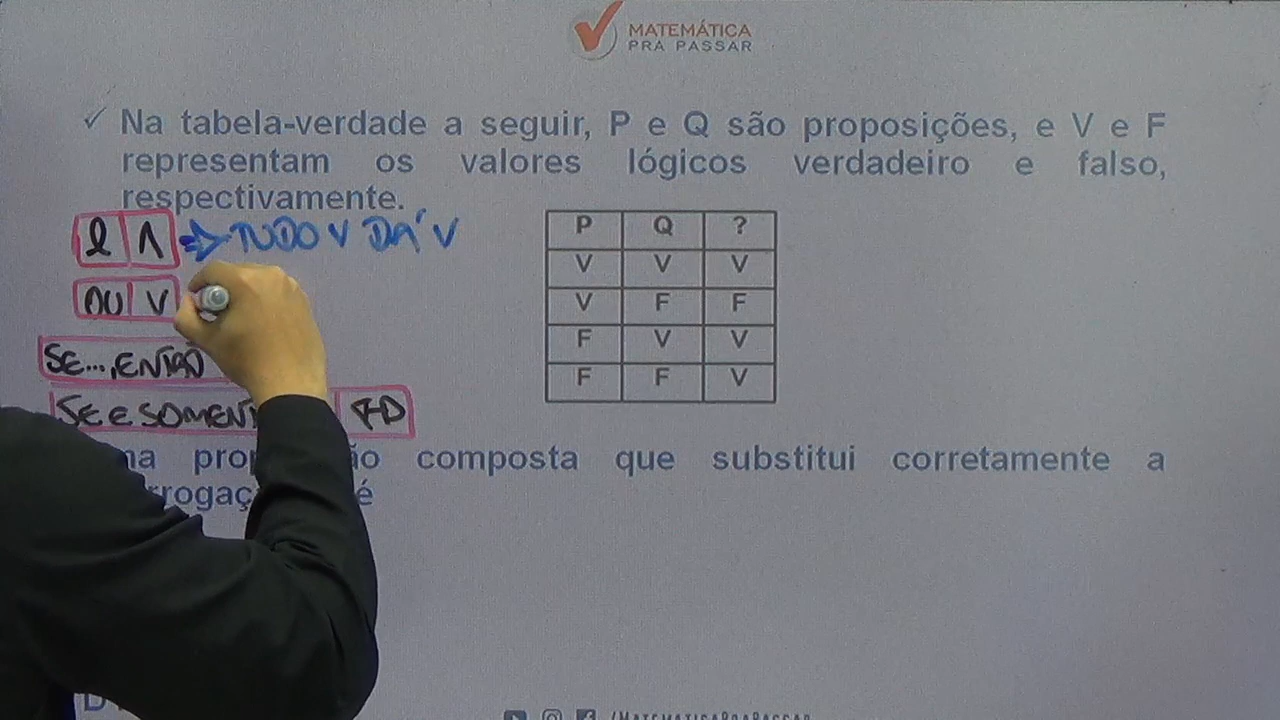 MATEMÁTICA
PRA PASSAR
✓ Na tabela-verdade a seguir, P e Q são proposições, e V e F
representam os valores lógicos verdadeiro e falso,
respectivamente.
e ∧ ⇒ TUDO V DÁ V
OU V
SE...,ENTÃO
SE E SOMENT
P Q ?
V V V
V F F
F V V
F F V
composta que substitui corretamente a
é
/MATEMATICAPRAPASSAR